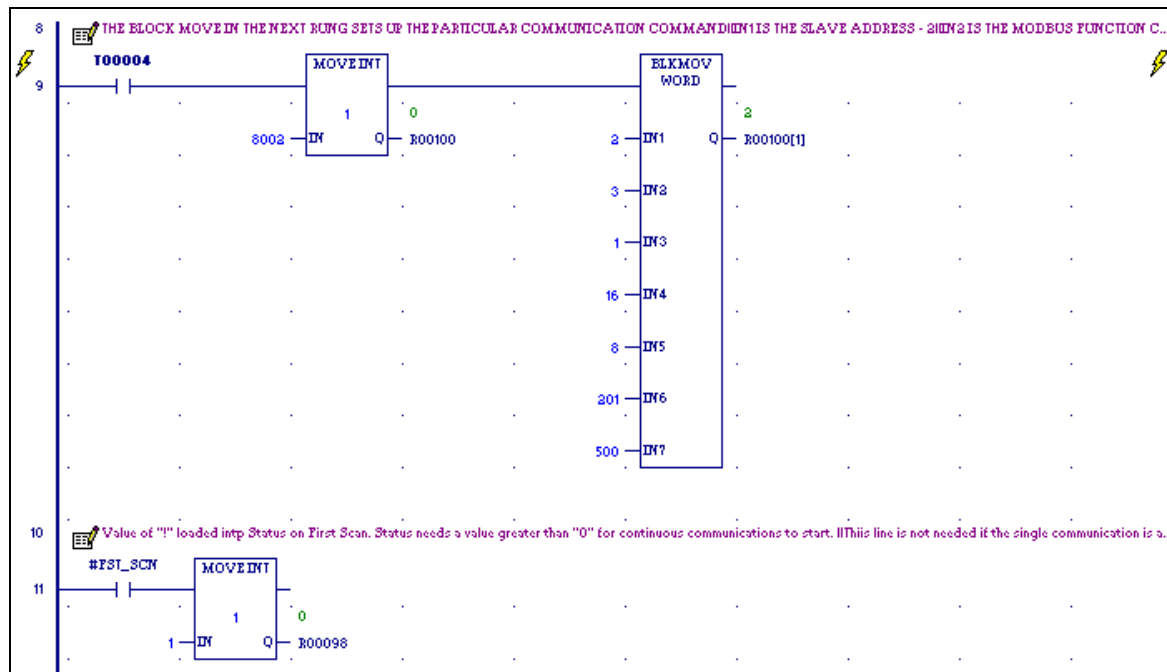 8 THE BLOCK MOVE IN THE NEXT RUNG SETS UP THE PARTICULAR COMMUNICATION COMMAND||IN1 IS THE SLAVE ADDRESS - 2||IN2 IS THE MODBUS FUNCTION C...
T00004
9
MOVE INT
1
8002 IN Q R00100
0
BLKMOV
WORD
2
2 IN1 Q R00100[1]
3 IN2
1 IN3
16 IN4
8 IN5
201 IN6
500 IN7
10 Value of "!" loaded intp Status on First Scan. Status needs a value greater than "0" for continuous communications to start. ||Thiis line is not needed if the single communication is a...
#FST_SCN
11
MOVE INT
1
0
1 IN Q R00098